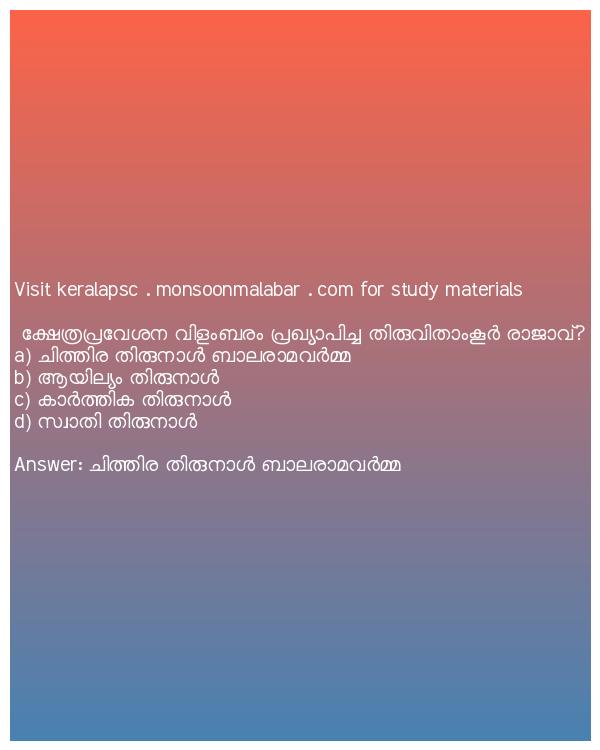 Visit keralapsc . monsoonmalabar . com for study materials
ക്ഷേത്രപ്രവേശന വിളംബരം പ്രഖ്യാപിച്ച തിരുവിതാംകൂർ രാജാവ്?
a) ചിത്തിര തിരുനാൾ ബാലരാമവർമ്മ
b) ആയില്യം തിരുനാൾ
c) കാർത്തിക തിരുനാൾ
d) സ്വാതി തിരുനാൾ
Answer: ചിത്തിര തിരുനാൾ ബാലരാമവർമ്മ